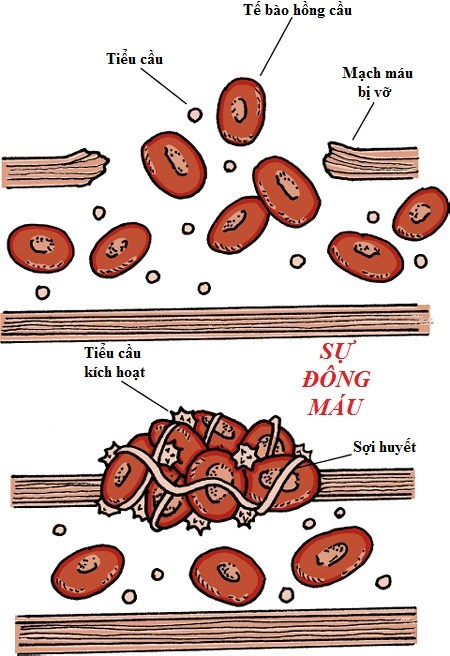 Tế bào hồng cầu
Tiểu cầu
Mạch máu
bị vỡ
Tiểu cầu
kích hoạt
SỰ
ĐÔNG
MÁU
Sợi huyết